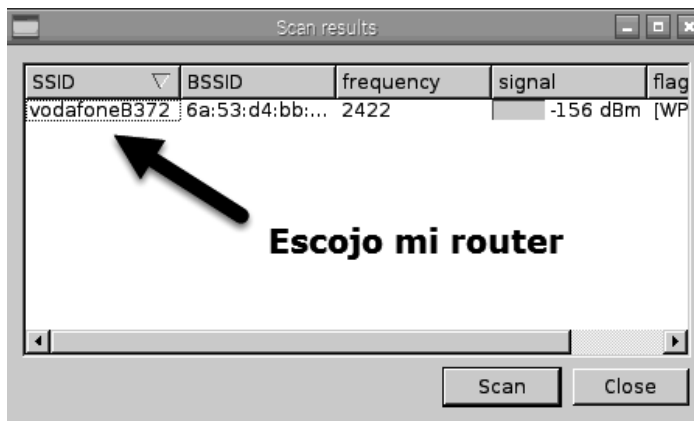 Scan results
SSID BSSID frequency signal flag
vodafoneB372 6a:53:d4:bb:... 2422 -156 dBm [WP
Escojo mi router
Scan Close